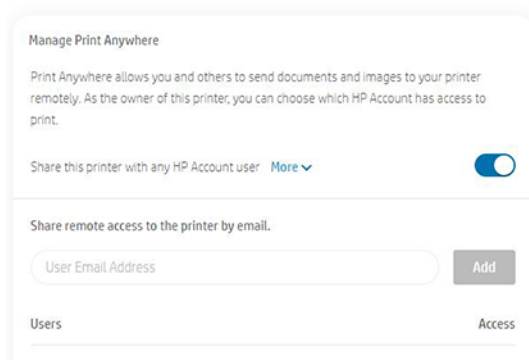 Manage Print Anywhere
Print Anywhere allows you and others to send documents and images to your printer
remotely. As the owner of this printer, you can choose which HP Account has access to
print.
Share this printer with any HP Account user More
Share remote access to the printer by email.
User Email Address Add
Users Access